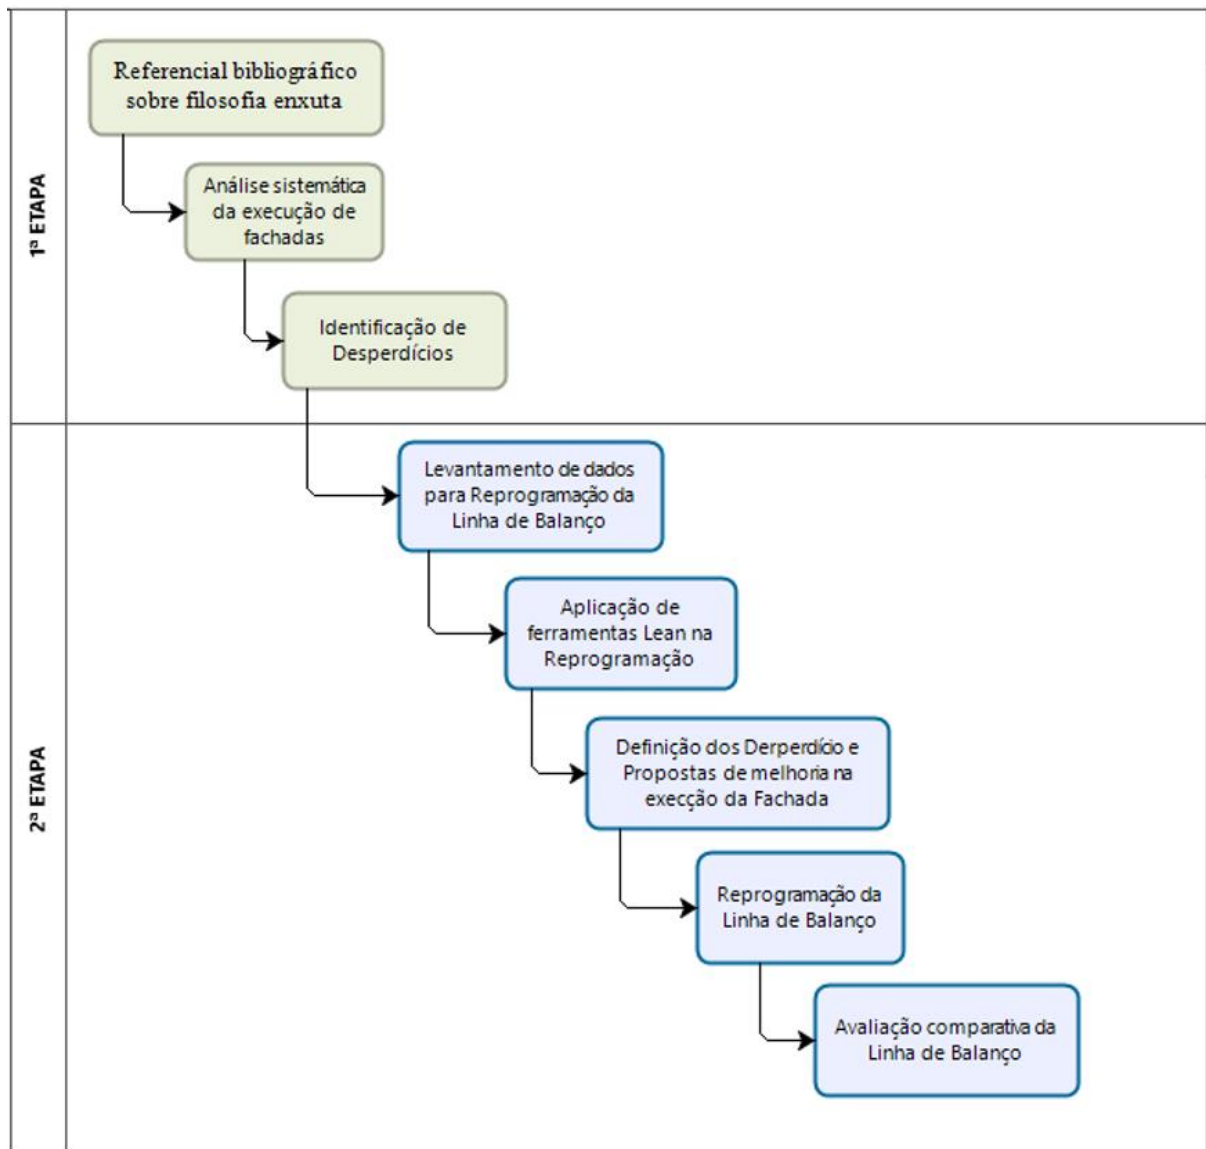 1ª ETAPA
Referencial bibliográfico
sobre filosofia enxuta
Análise sistemática
da execução de
fachadas
Identificação de
Desperdícios
2ª ETAPA
Levantamento de dados
para Reprogramação da
Linha de Balanço
Aplicação de
ferramentas Lean na
Reprogramação
Definição dos Derperdício e
Propostas de melhoria na
execção da Fachada
Reprogramação da
Linha de Balanço
Avaliação comparativa da
Linha de Balanço